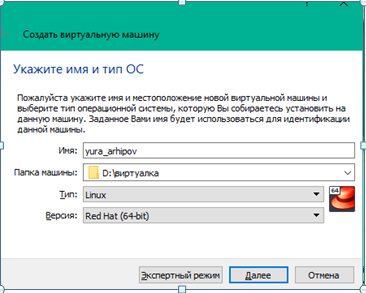 Создать виртуальную машину
Укажите имя и тип ОС
Пожалуйста укажите имя и местоположение новой виртуальной машины и
выберите тип операционной системы, которую Вы собираетесь установить на
данную машину. Заданное Вами имя будет использоваться для идентификации
данной машины.
Имя: yura_arhipov
Папка машины: D:\виртуалка
Тип: Linux
64
Версия: Red Hat (64-bit)
Экспертный режим Далее Отмена